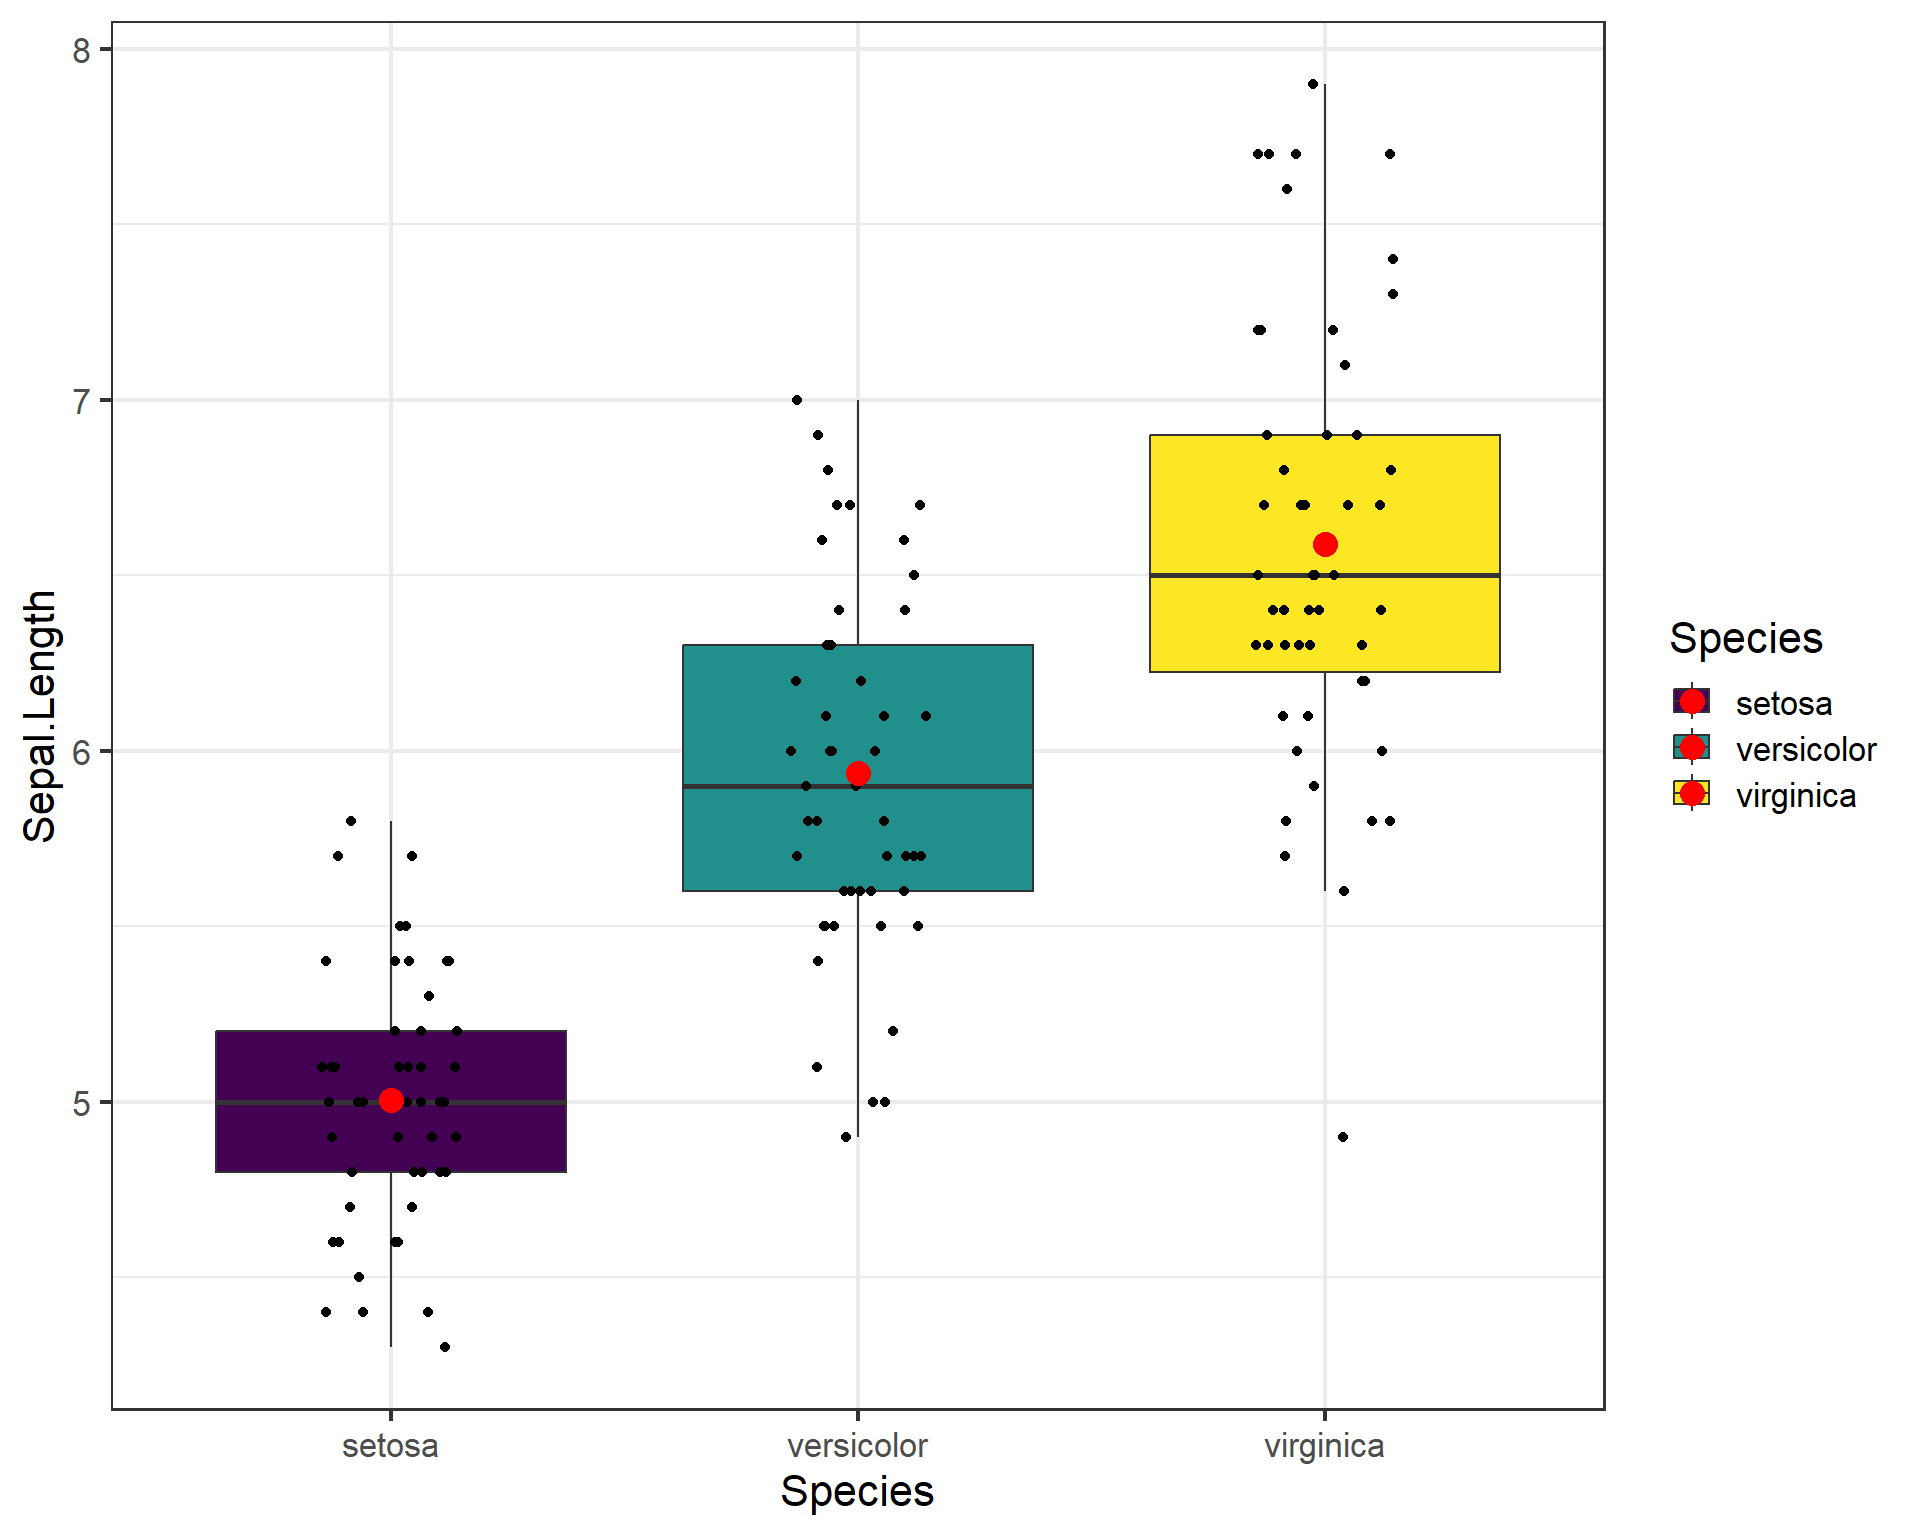 Sepal.Length
8
7
6
5
setosa
versicolor
virginica
Species
Species
setosa
versicolor
virginica